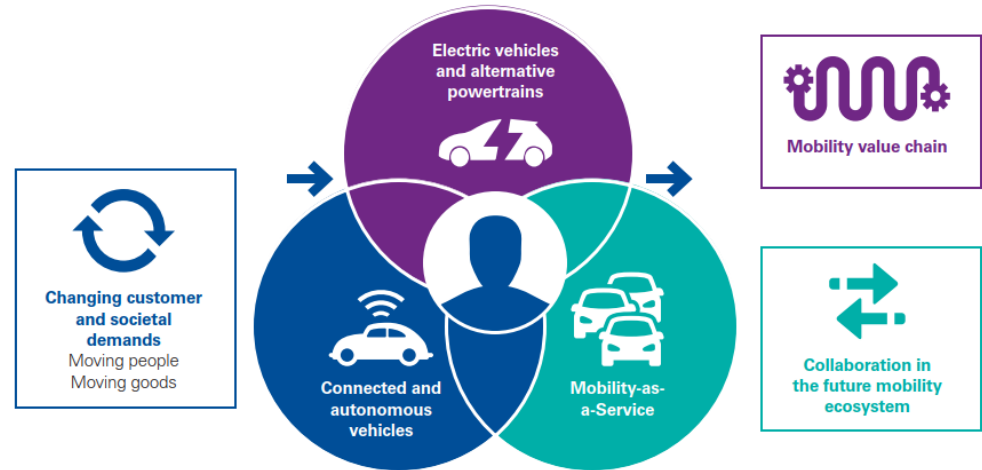 Electric vehicles
and alternative
powertrains
Mobility value chain
Changing customer
and societal
demands
Moving people
Moving goods
Connected and
autonomous
vehicles
Mobility-as-
a-Service
Collaboration in
the future mobility
ecosystem